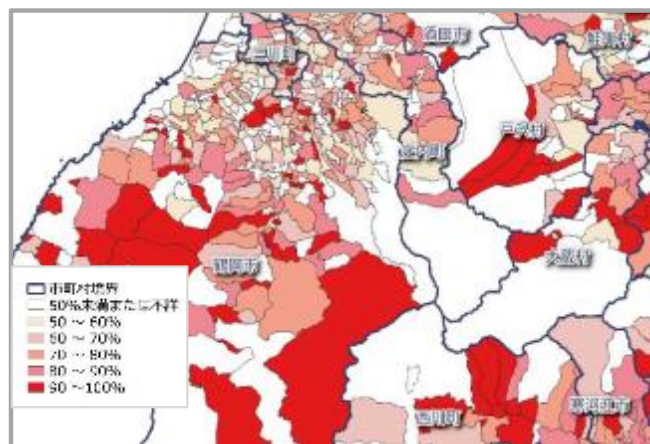 三川町
酒田市
鮭川村
戸沢村
庄内町
大蔵村
鶴岡市
西川町
寒河江市
市町村境界
50%未満または不詳
50 ～ 60%
60 ～ 70%
70 ～ 80%
80 ～ 90%
90 ～100%